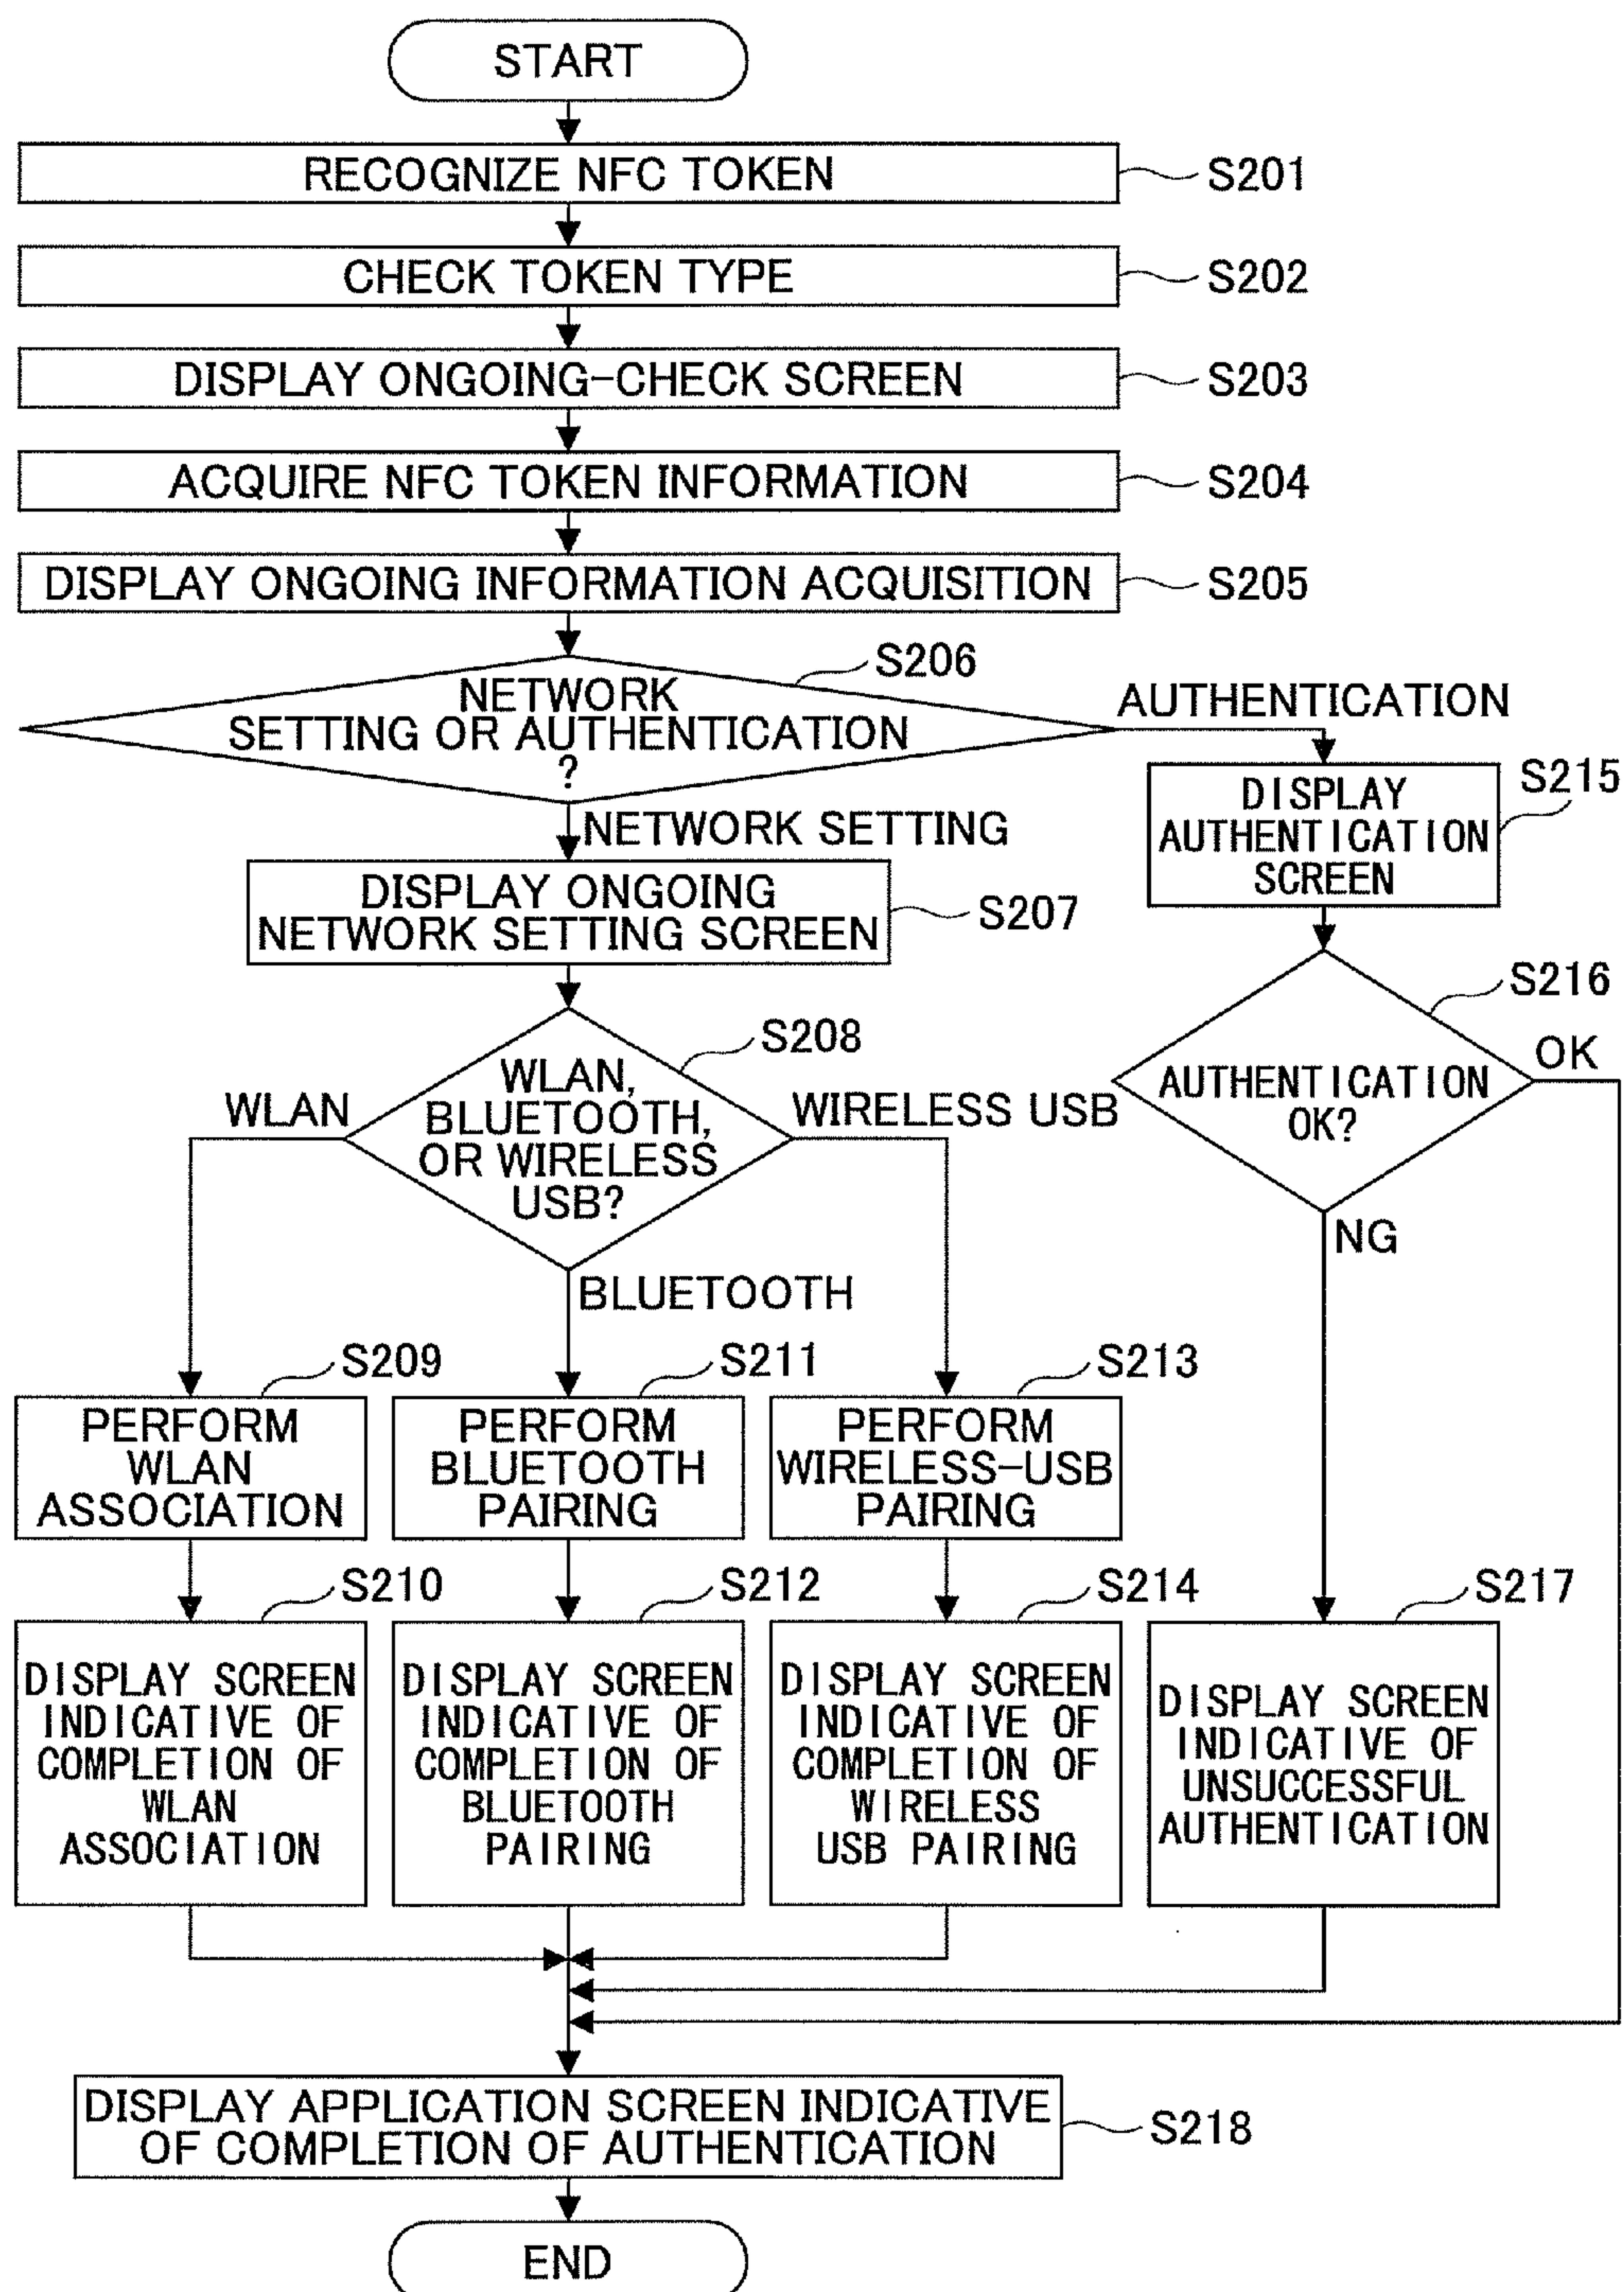 START
RECOGNIZE NFC TOKEN
S201
CHECK TOKEN TYPE
S202
DISPLAY ONGOING-CHECK SCREEN
S203
ACQUIRE NFC TOKEN INFORMATION
S204
DISPLAY ONGOING INFORMATION ACQUISITION
S205
S206
NETWORK
SETTING OR AUTHENTICATION
?
AUTHENTICATION
NETWORK SETTING
S215
DISPLAY
AUTHENTICATION
SCREEN
DISPLAY ONGOING
NETWORK SETTING SCREEN
S207
S216
AUTHENTICATION
OK?
OK
NG
S208
WLAN,
BLUETOOTH,
OR WIRELESS
USB?
WLAN
WIRELESS USB
BLUETOOTH
S209
PERFORM
WLAN
ASSOCIATION
S211
PERFORM
BLUETOOTH
PAIRING
S213
PERFORM
WIRELESS-USB
PAIRING
S210
DISPLAY SCREEN
INDICATIVE OF
COMPLETION OF
WLAN
ASSOCIATION
S212
DISPLAY SCREEN
INDICATIVE OF
COMPLETION OF
BLUETOOTH
PAIRING
S214
DISPLAY SCREEN
INDICATIVE OF
COMPLETION OF
WIRELESS
USB PAIRING
S217
DISPLAY SCREEN
INDICATIVE OF
UNSUCCESSFUL
AUTHENTICATION
DISPLAY APPLICATION SCREEN INDICATIVE
OF COMPLETION OF AUTHENTICATION
S218
END